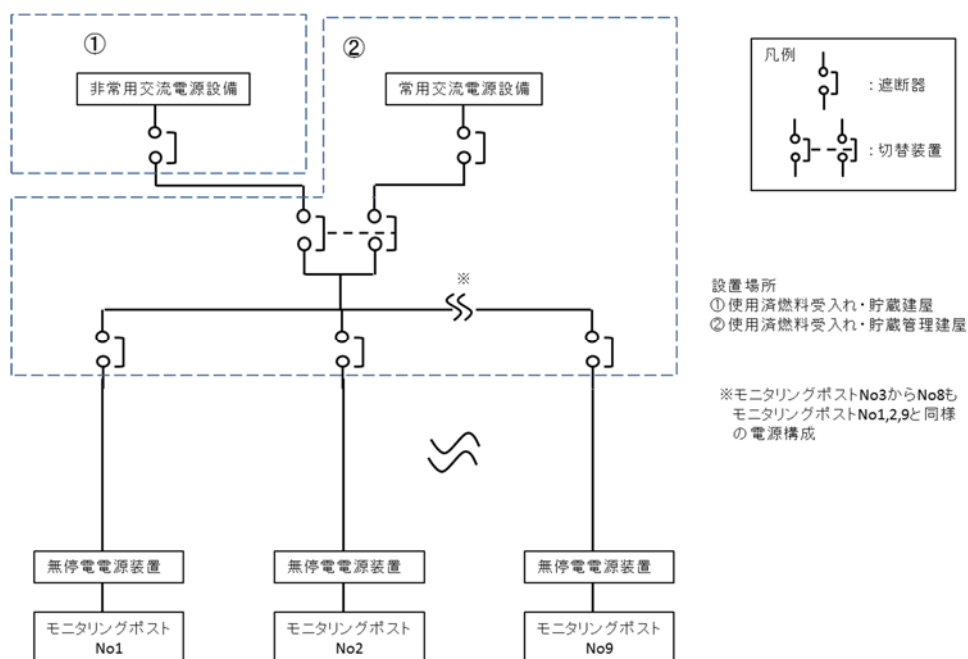 ①
②
非常用交流電源設備
常用交流電源設備
凡例
：遮断器
：切替装置
※
設置場所
①使用済燃料受入れ・貯蔵建屋
②使用済燃料受入れ・貯蔵管理建屋
※モニタリングポストNo3からNo8も
モニタリングポストNo1,2,9と同様
の電源構成
無停電電源装置
無停電電源装置
無停電電源装置
モニタリングポスト
No1
モニタリングポスト
No2
モニタリングポスト
No9